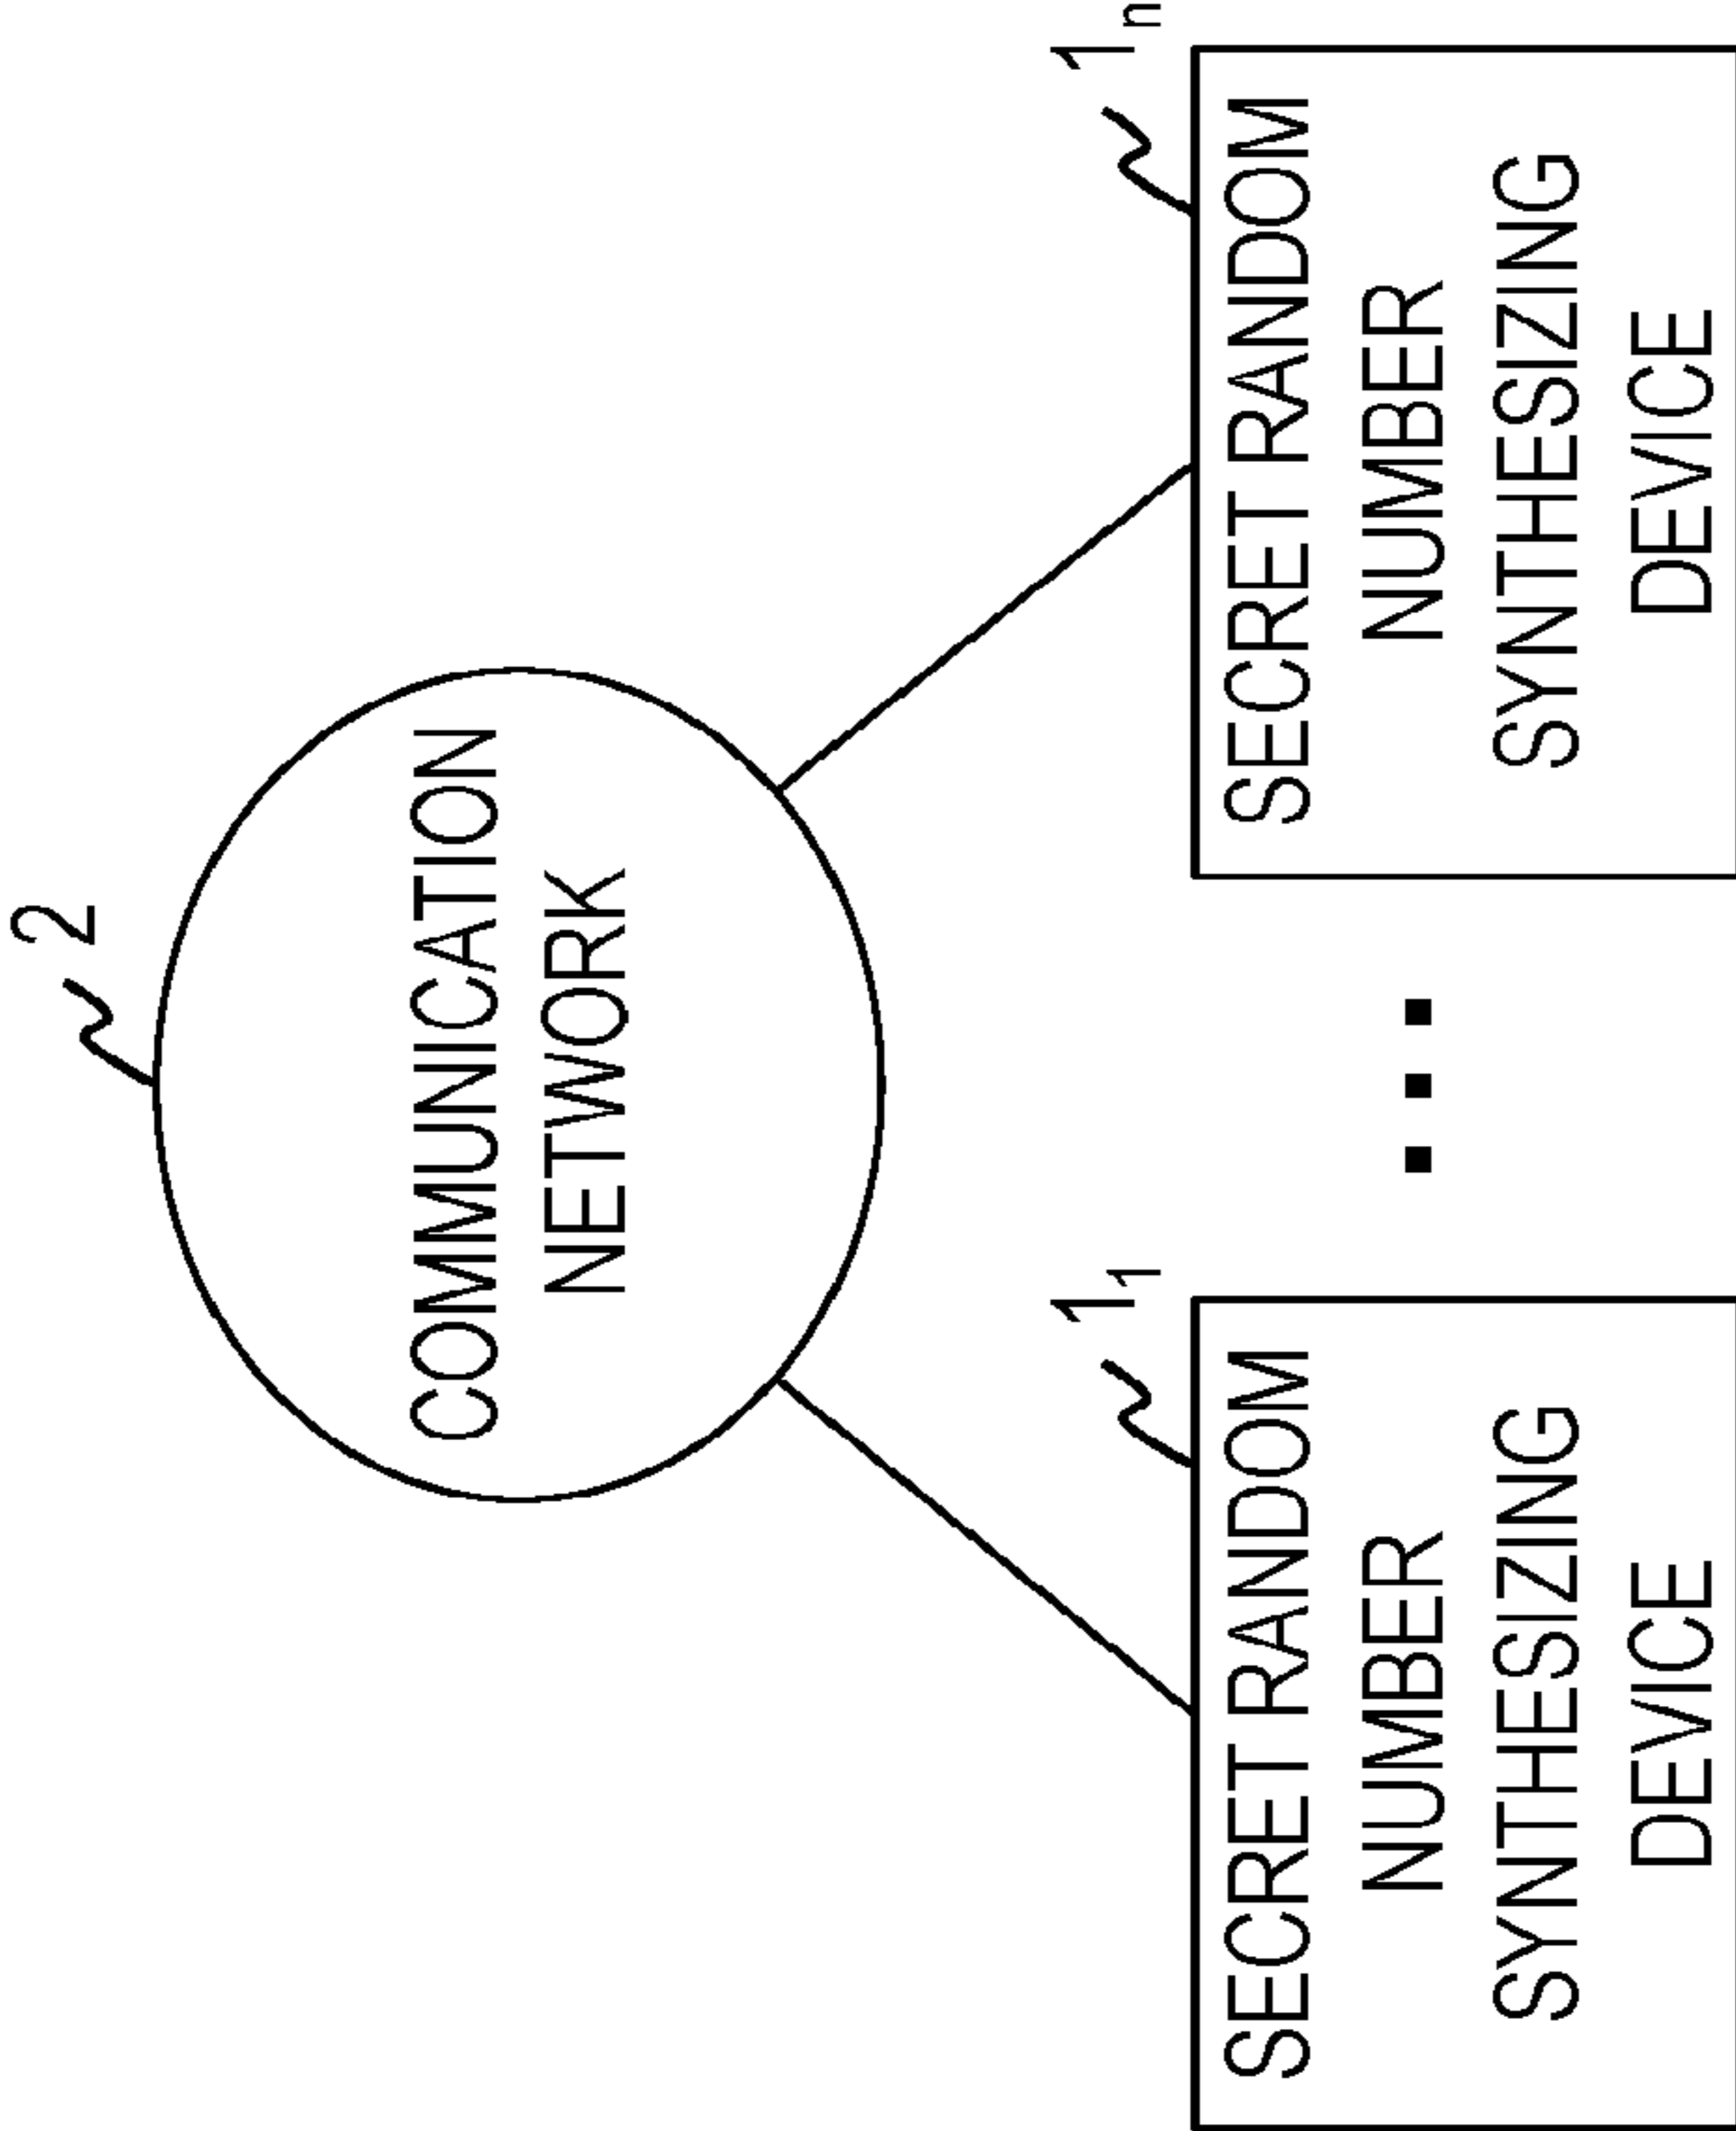 2
COMMUNICATION
NETWORK
1₁
SECRET RANDOM
NUMBER
SYNTHESIZING
DEVICE
1ₙ
SECRET RANDOM
NUMBER
SYNTHESIZING
DEVICE